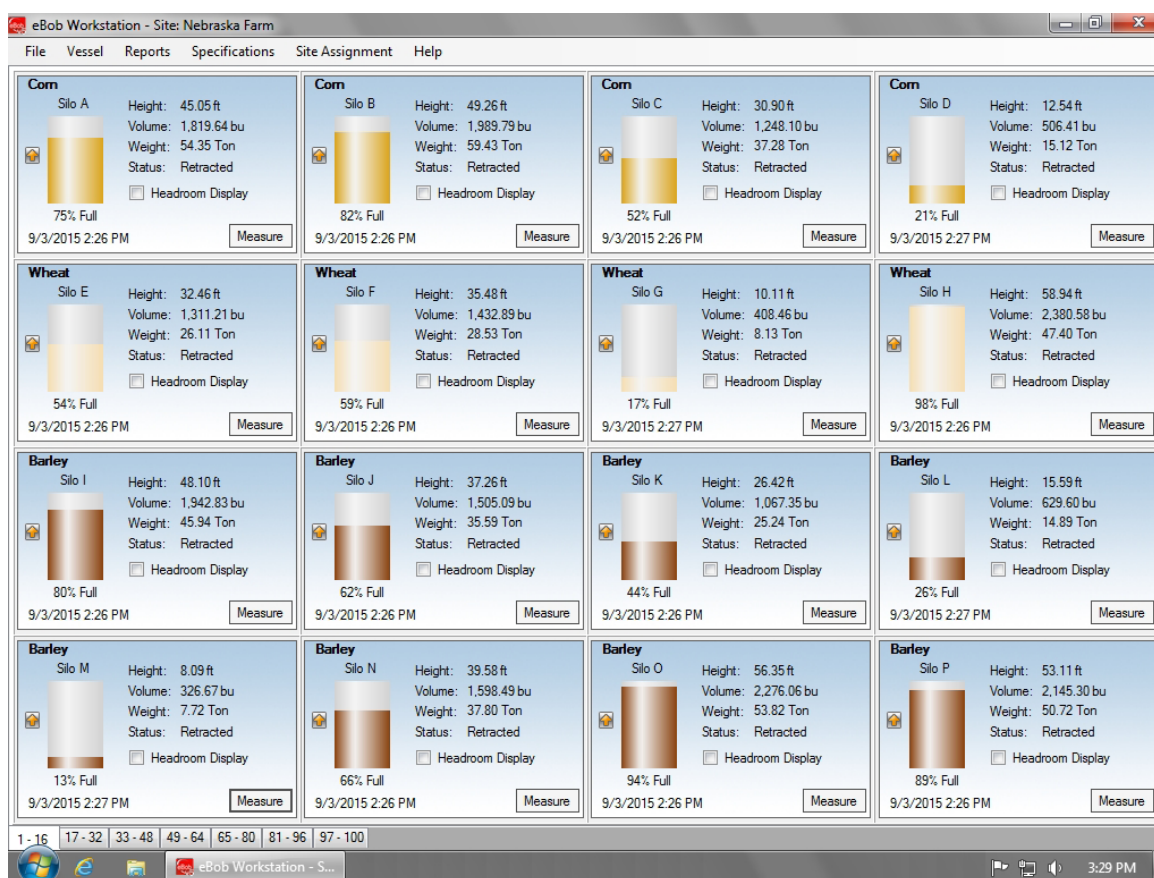 eBob Workstation - Site: Nebraska Farm
File Vessel Reports Specifications Site Assignment Help
Corn
Silo A
Height: 45.05 ft
Volume: 1,819.64 bu
Weight: 54.35 Ton
Status: Retracted
Headroom Display
75% Full
9/3/2015 2:26 PM
Measure
Corn
Silo B
Height: 49.26 ft
Volume: 1,989.79 bu
Weight: 59.43 Ton
Status: Retracted
Headroom Display
82% Full
9/3/2015 2:26 PM
Measure
Corn
Silo C
Height: 30.90 ft
Volume: 1,248.10 bu
Weight: 37.28 Ton
Status: Retracted
Headroom Display
52% Full
9/3/2015 2:26 PM
Measure
Corn
Silo D
Height: 12.54 ft
Volume: 506.41 bu
Weight: 15.12 Ton
Status: Retracted
Headroom Display
21% Full
9/3/2015 2:27 PM
Measure
Wheat
Silo E
Height: 32.46 ft
Volume: 1,311.21 bu
Weight: 26.11 Ton
Status: Retracted
Headroom Display
54% Full
9/3/2015 2:26 PM
Measure
Wheat
Silo F
Height: 35.48 ft
Volume: 1,432.89 bu
Weight: 28.53 Ton
Status: Retracted
Headroom Display
59% Full
9/3/2015 2:26 PM
Measure
Wheat
Silo G
Height: 10.11 ft
Volume: 408.46 bu
Weight: 8.13 Ton
Status: Retracted
Headroom Display
17% Full
9/3/2015 2:27 PM
Measure
Wheat
Silo H
Height: 58.94 ft
Volume: 2,380.58 bu
Weight: 47.40 Ton
Status: Retracted
Headroom Display
98% Full
9/3/2015 2:26 PM
Measure
Barley
Silo I
Height: 48.10 ft
Volume: 1,942.83 bu
Weight: 45.94 Ton
Status: Retracted
Headroom Display
80% Full
9/3/2015 2:26 PM
Measure
Barley
Silo J
Height: 37.26 ft
Volume: 1,505.09 bu
Weight: 35.59 Ton
Status: Retracted
Headroom Display
62% Full
9/3/2015 2:26 PM
Measure
Barley
Silo K
Height: 26.42 ft
Volume: 1,067.35 bu
Weight: 25.24 Ton
Status: Retracted
Headroom Display
44% Full
9/3/2015 2:26 PM
Measure
Barley
Silo L
Height: 15.59 ft
Volume: 629.60 bu
Weight: 14.89 Ton
Status: Retracted
Headroom Display
26% Full
9/3/2015 2:27 PM
Measure
Barley
Silo M
Height: 8.09 ft
Volume: 326.67 bu
Weight: 7.72 Ton
Status: Retracted
Headroom Display
13% Full
9/3/2015 2:27 PM
Measure
Barley
Silo N
Height: 39.58 ft
Volume: 1,598.49 bu
Weight: 37.80 Ton
Status: Retracted
Headroom Display
66% Full
9/3/2015 2:26 PM
Measure
Barley
Silo O
Height: 56.35 ft
Volume: 2,276.06 bu
Weight: 53.82 Ton
Status: Retracted
Headroom Display
94% Full
9/3/2015 2:26 PM
Measure
Barley
Silo P
Height: 53.11 ft
Volume: 2,145.30 bu
Weight: 50.72 Ton
Status: Retracted
Headroom Display
89% Full
9/3/2015 2:26 PM
Measure
1 - 16 17 - 32 33 - 48 49 - 64 65 - 80 81 - 96 97 - 100
eBob Workstation - S...
3:29 PM